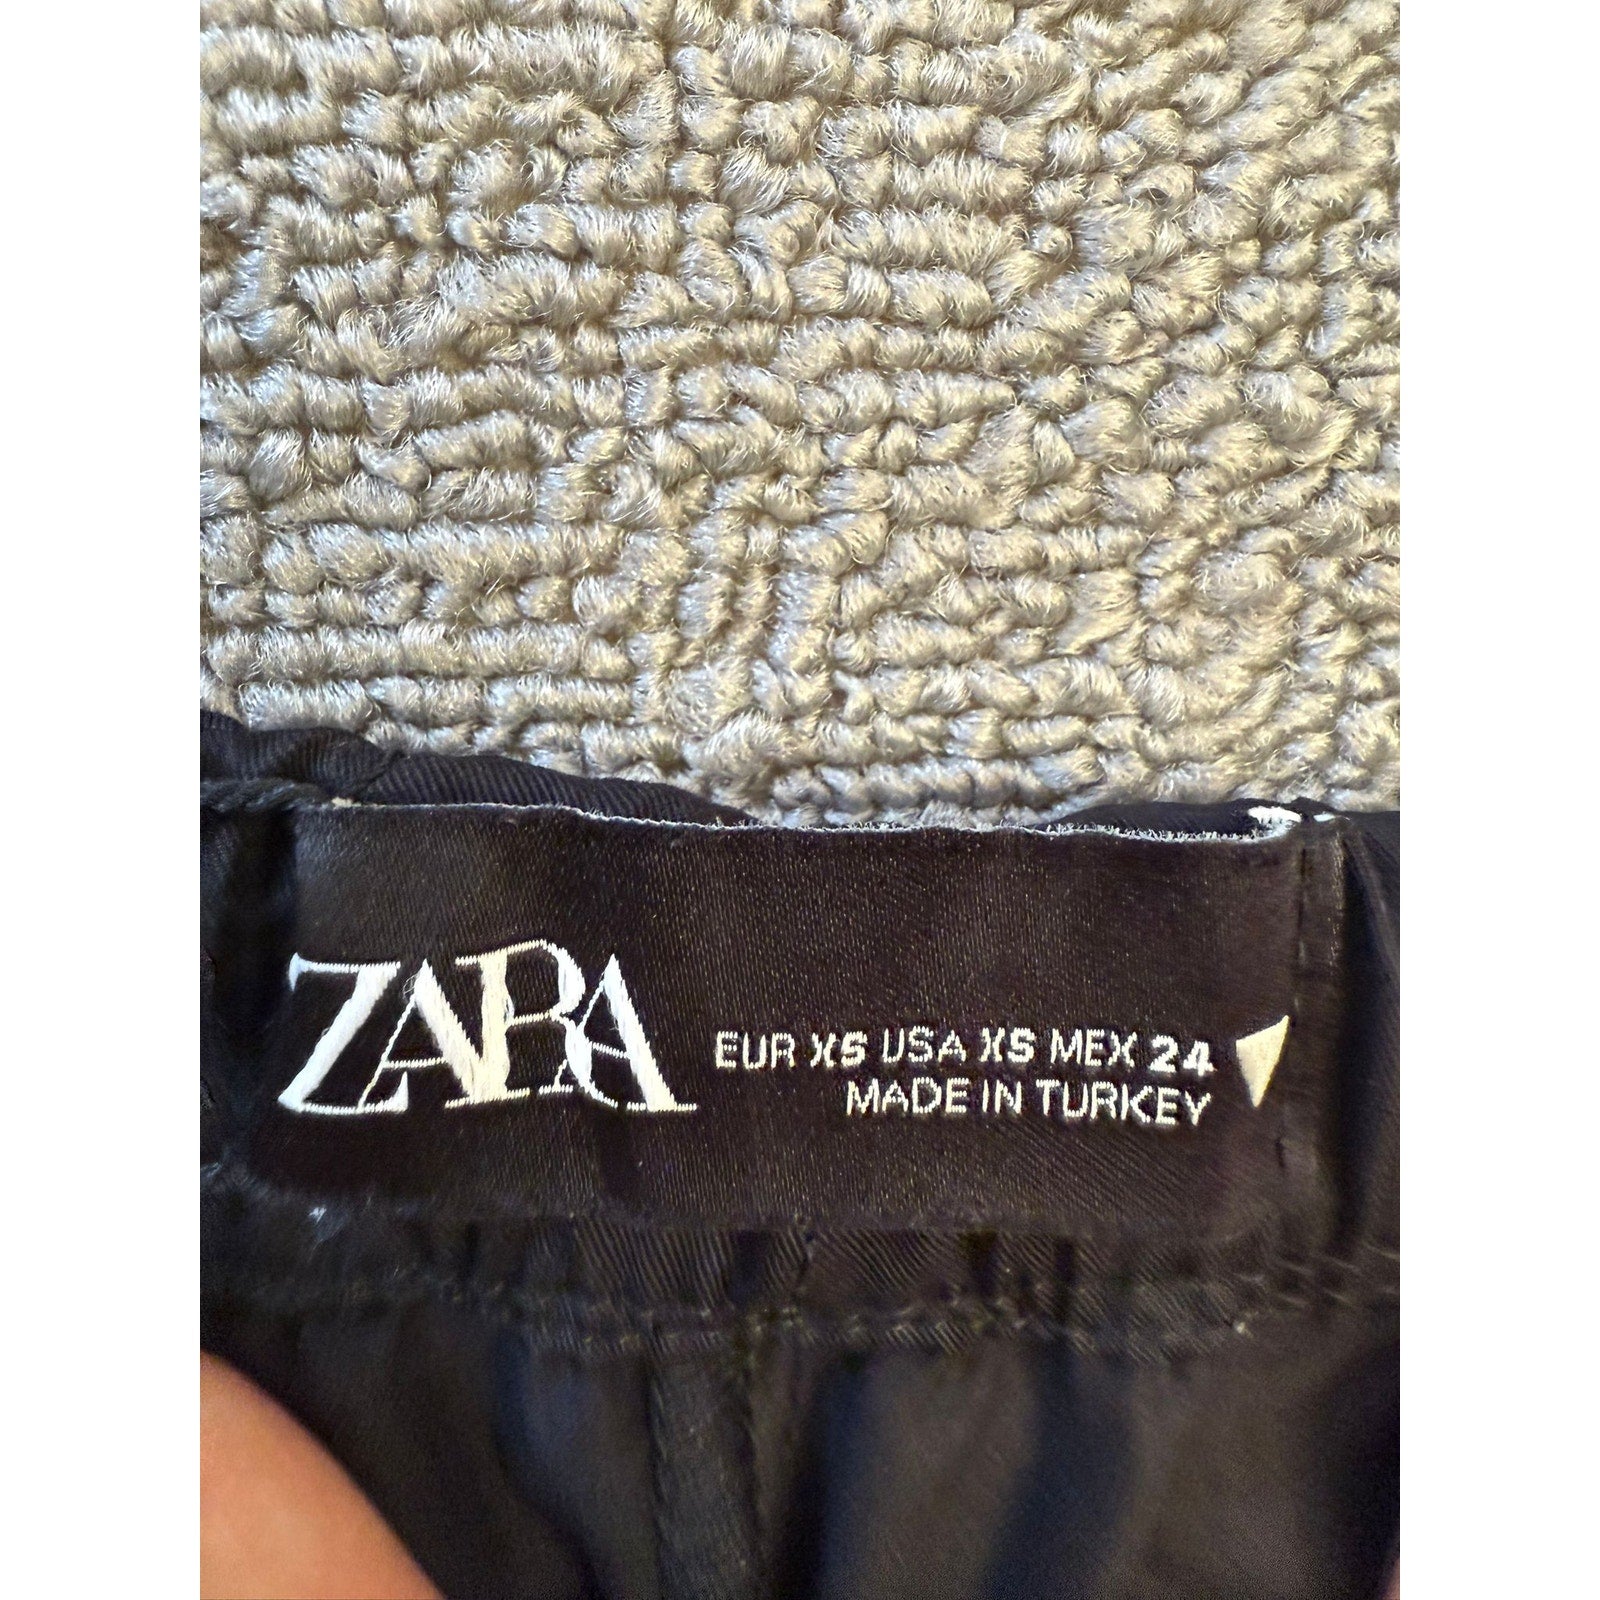 ZARA
EUR XS USA XS MEX 24
MADE IN TURKEY